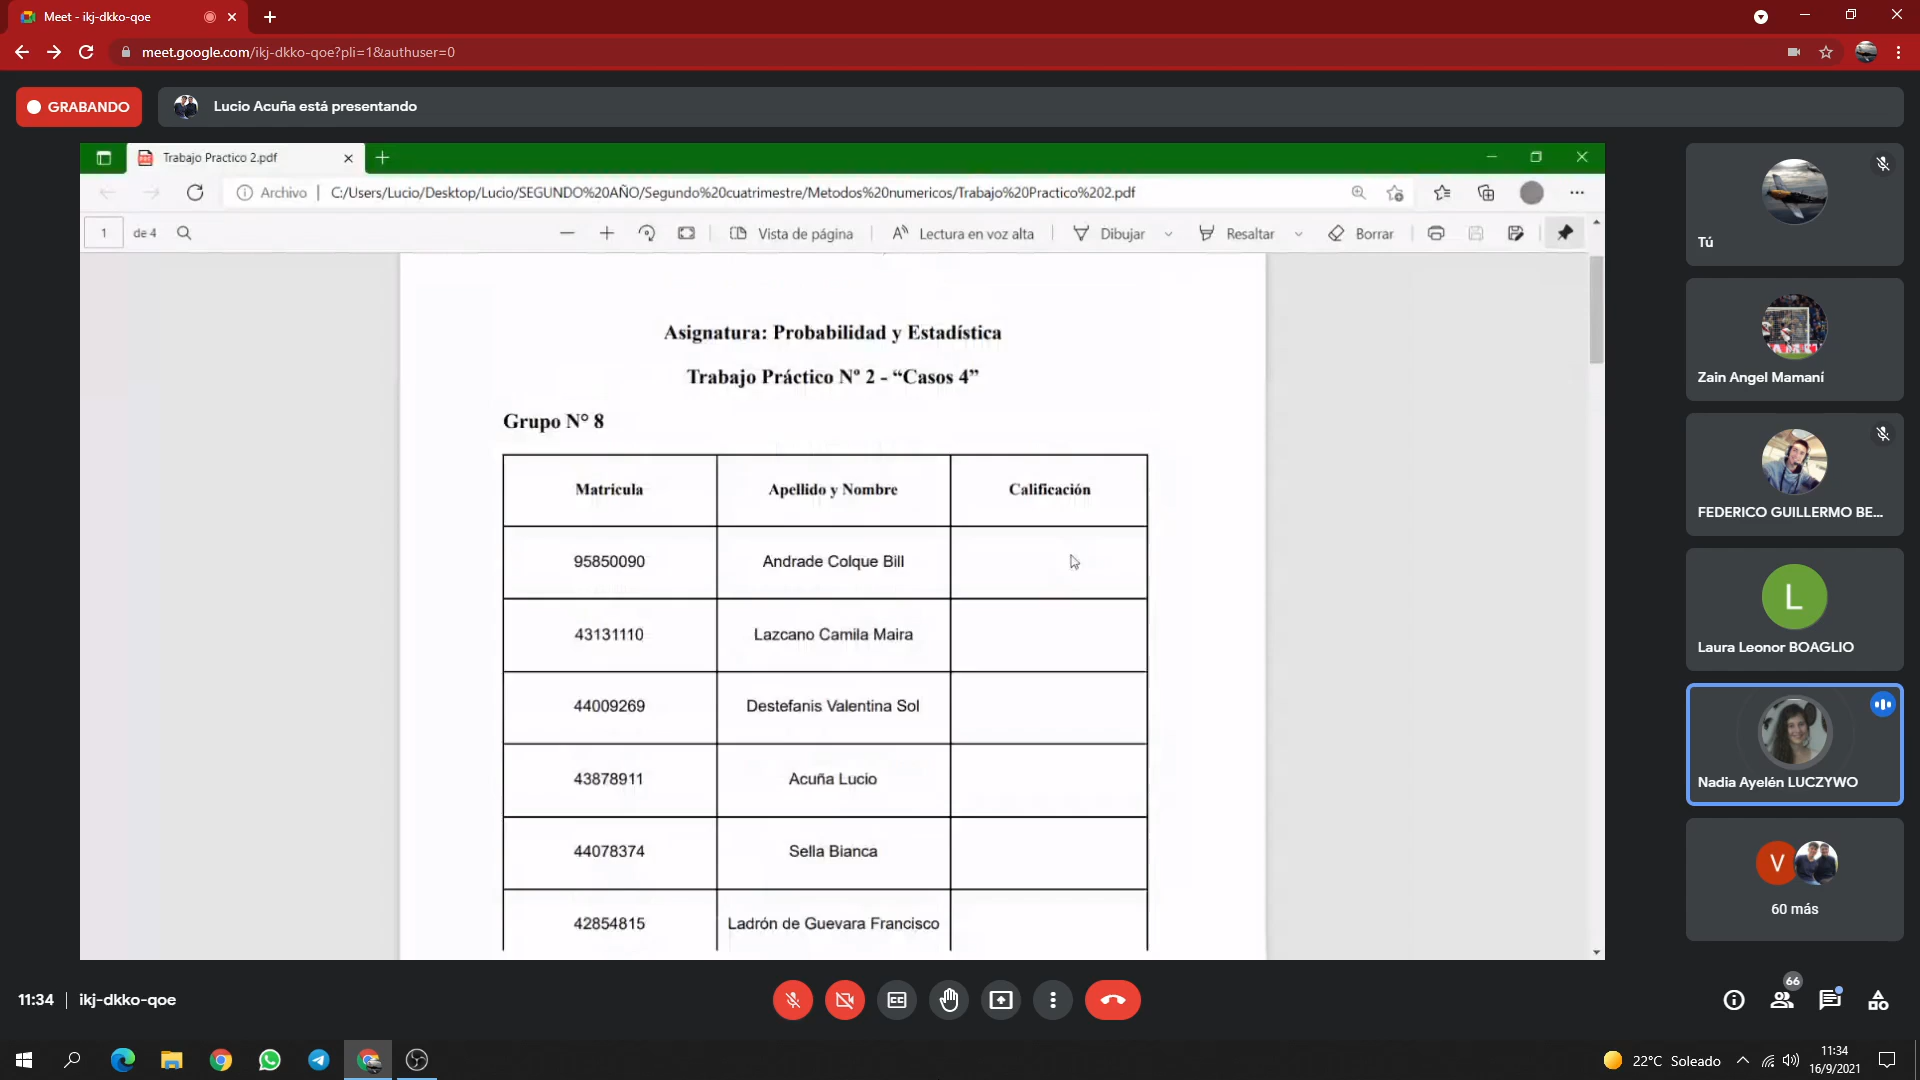 Meet - ikj-dkko-qoe
meet.google.com/ikj-dkko-qoe?pli=1&authuser=0
GRABANDO
Lucio Acuña está presentando
Trabajo Practico 2.pdf
Archivo | C:/Users/Lucio/Desktop/Lucio/SEGUNDO%20AÑO/Segundo%20cuatrimestre/Metodos%20numericos/Trabajo%20Practico%202.pdf
1 de 4 Vista de página Lectura en voz alta Dibujar Resaltar Borrar
Asignatura: Probabilidad y Estadística
Trabajo Práctico Nº 2 - “Casos 4”
Grupo N° 8
Matricula Apellido y Nombre Calificación
95850090 Andrade Colque Bill
43131110 Lazcano Camila Maira
44009269 Destefanis Valentina Sol
43878911 Acuña Lucio
44078374 Sella Bianca
42854815 Ladrón de Guevara Francisco
Tú
Zain Angel Mamaní
FEDERICO GUILLERMO BE...
L
Laura Leonor BOAGLIO
Nadia Ayelén LUCZYWO
V
60 más
11:34 | ikj-dkko-qoe
66
22°C Soleado
11:34
16/9/2021